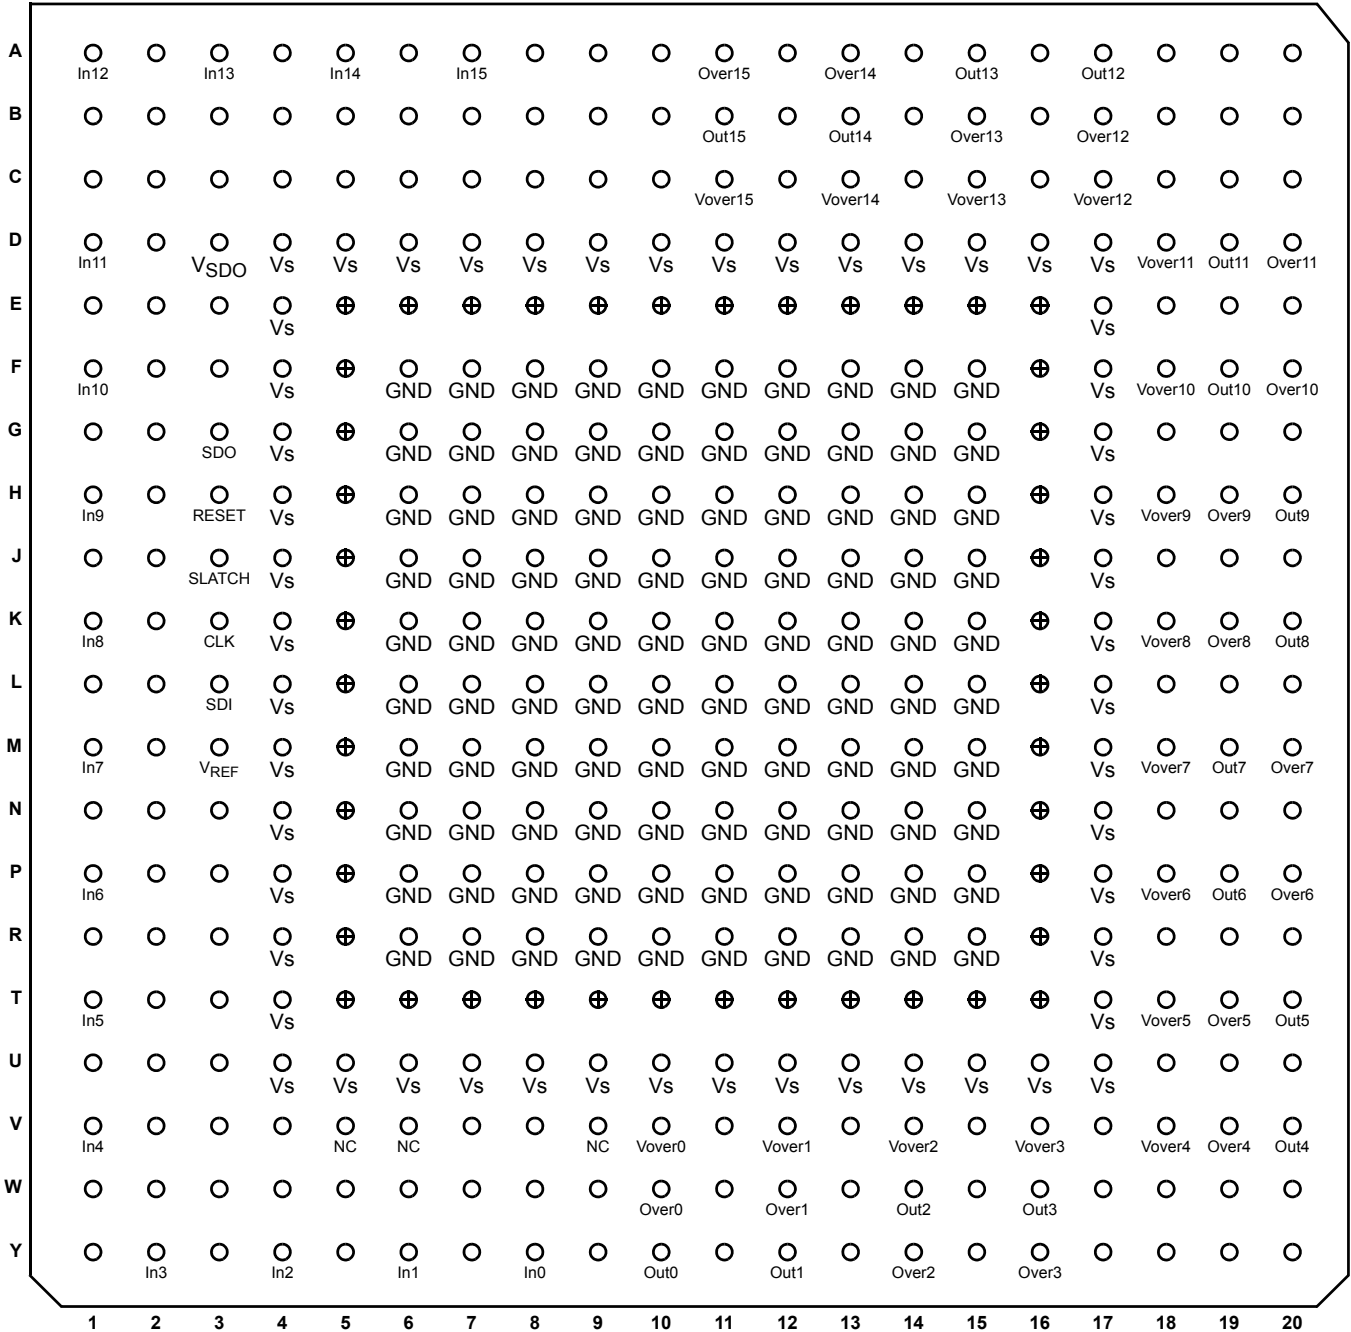 A
In12 In13 In14 In15 Over15 Over14 Out13 Out12
B
Out15 Out14 Over13 Over12
C
Vover15 Vover14 Vover13 Vover12
D
In11 VSDO Vs Vs Vs Vs Vs Vs Vs Vs Vs Vs Vs Vs Vs Vs Vover11 Out11 Over11
E
Vs Vs
F
In10 Vs GND GND GND GND GND GND GND GND GND GND Vs Vover10 Out10 Over10
G
SDO Vs GND GND GND GND GND GND GND GND GND GND Vs
H
In9 RESET Vs GND GND GND GND GND GND GND GND GND GND Vs Vover9 Over9 Out9
J
SLATCH Vs GND GND GND GND GND GND GND GND GND GND Vs
K
In8 CLK Vs GND GND GND GND GND GND GND GND GND GND Vs Vover8 Over8 Out8
L
SDI Vs GND GND GND GND GND GND GND GND GND GND Vs
M
In7 VREF Vs GND GND GND GND GND GND GND GND GND GND Vs Vover7 Out7 Over7
N
Vs GND GND GND GND GND GND GND GND GND GND Vs
P
In6 Vs GND GND GND GND GND GND GND GND GND GND Vs Vover6 Out6 Over6
R
Vs GND GND GND GND GND GND GND GND GND GND Vs
T
In5 Vs Vs Vover5 Over5 Out5
U
Vs Vs Vs Vs Vs Vs Vs Vs Vs Vs Vs Vs Vs Vs
V
In4 NC NC NC Vover0 Vover1 Vover2 Vover3 Vover4 Over4 Out4
W
Over0 Over1 Out2 Out3
Y
In3 In2 In1 In0 Out0 Out1 Over2 Over3
1 2 3 4 5 6 7 8 9 10 11 12 13 14 15 16 17 18 19 20